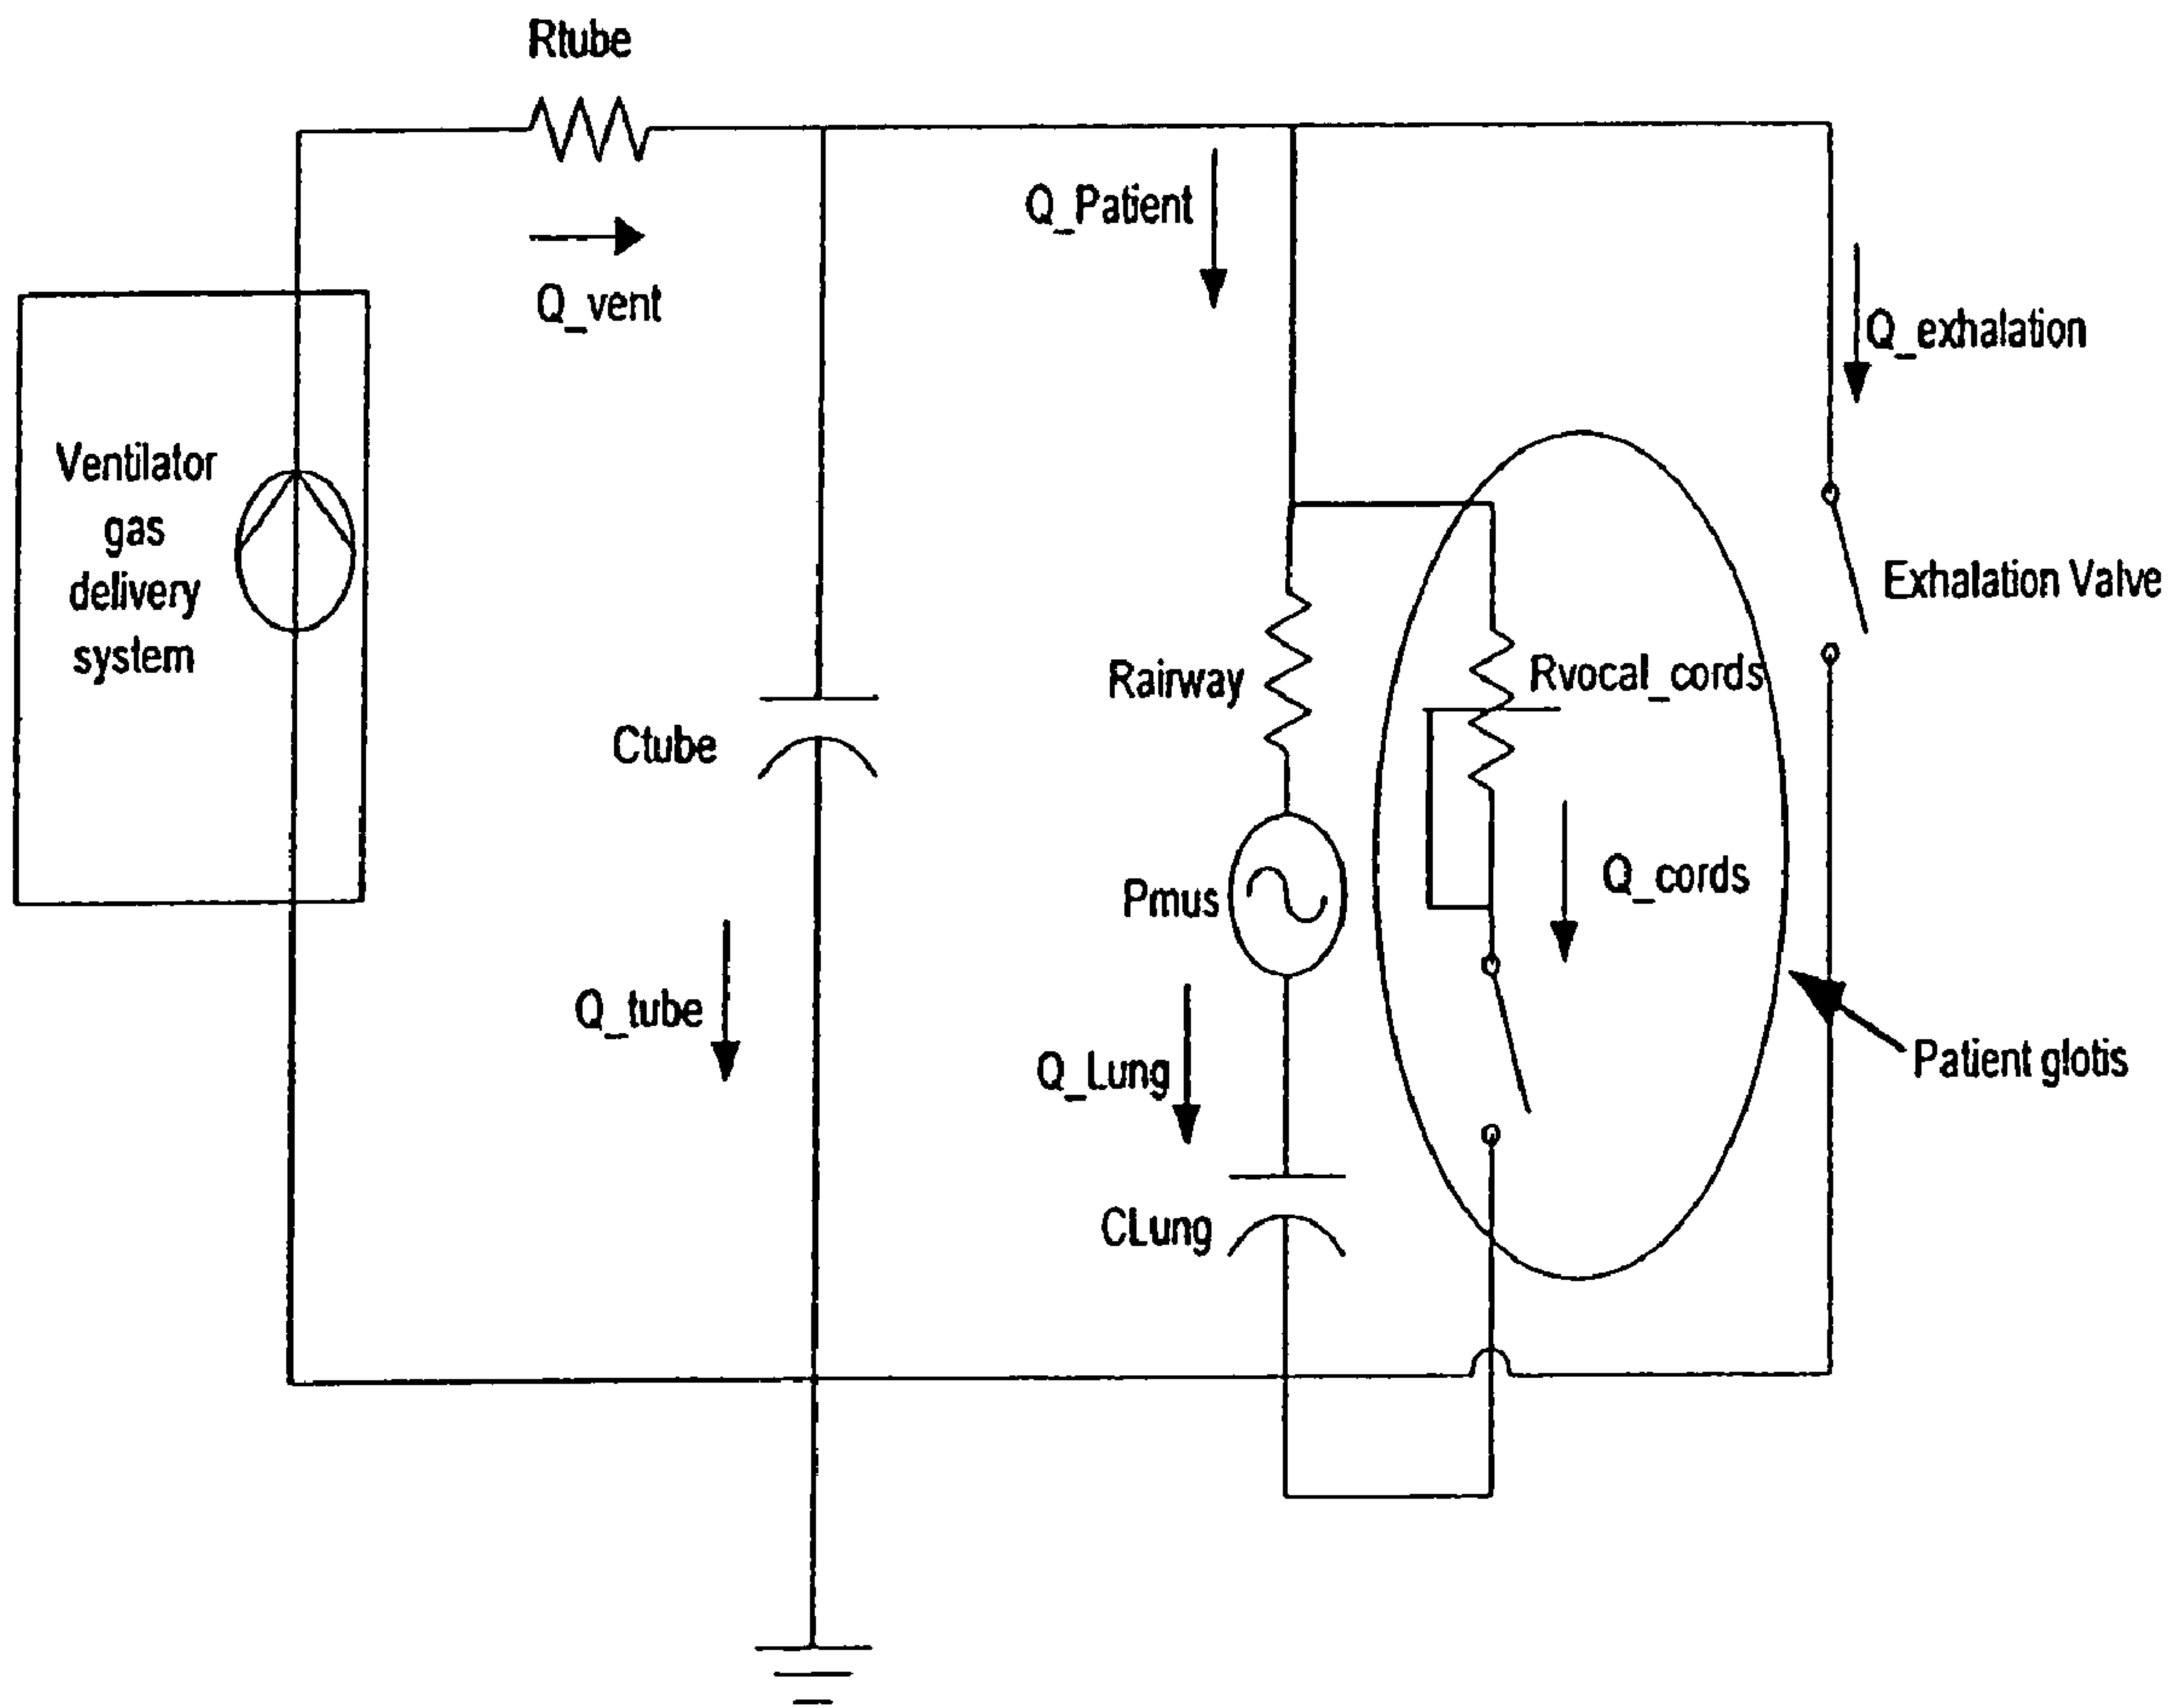 Rtube
Q_vent
Q_Patient
Q_exhalation
Ventilator
gas
delivery
system
Exhalation Valve
Rairway
Rvocal_cords
Ctube
Pmus
Q_cords
Q_tube
Q_Lung
Patient glotis
CLung